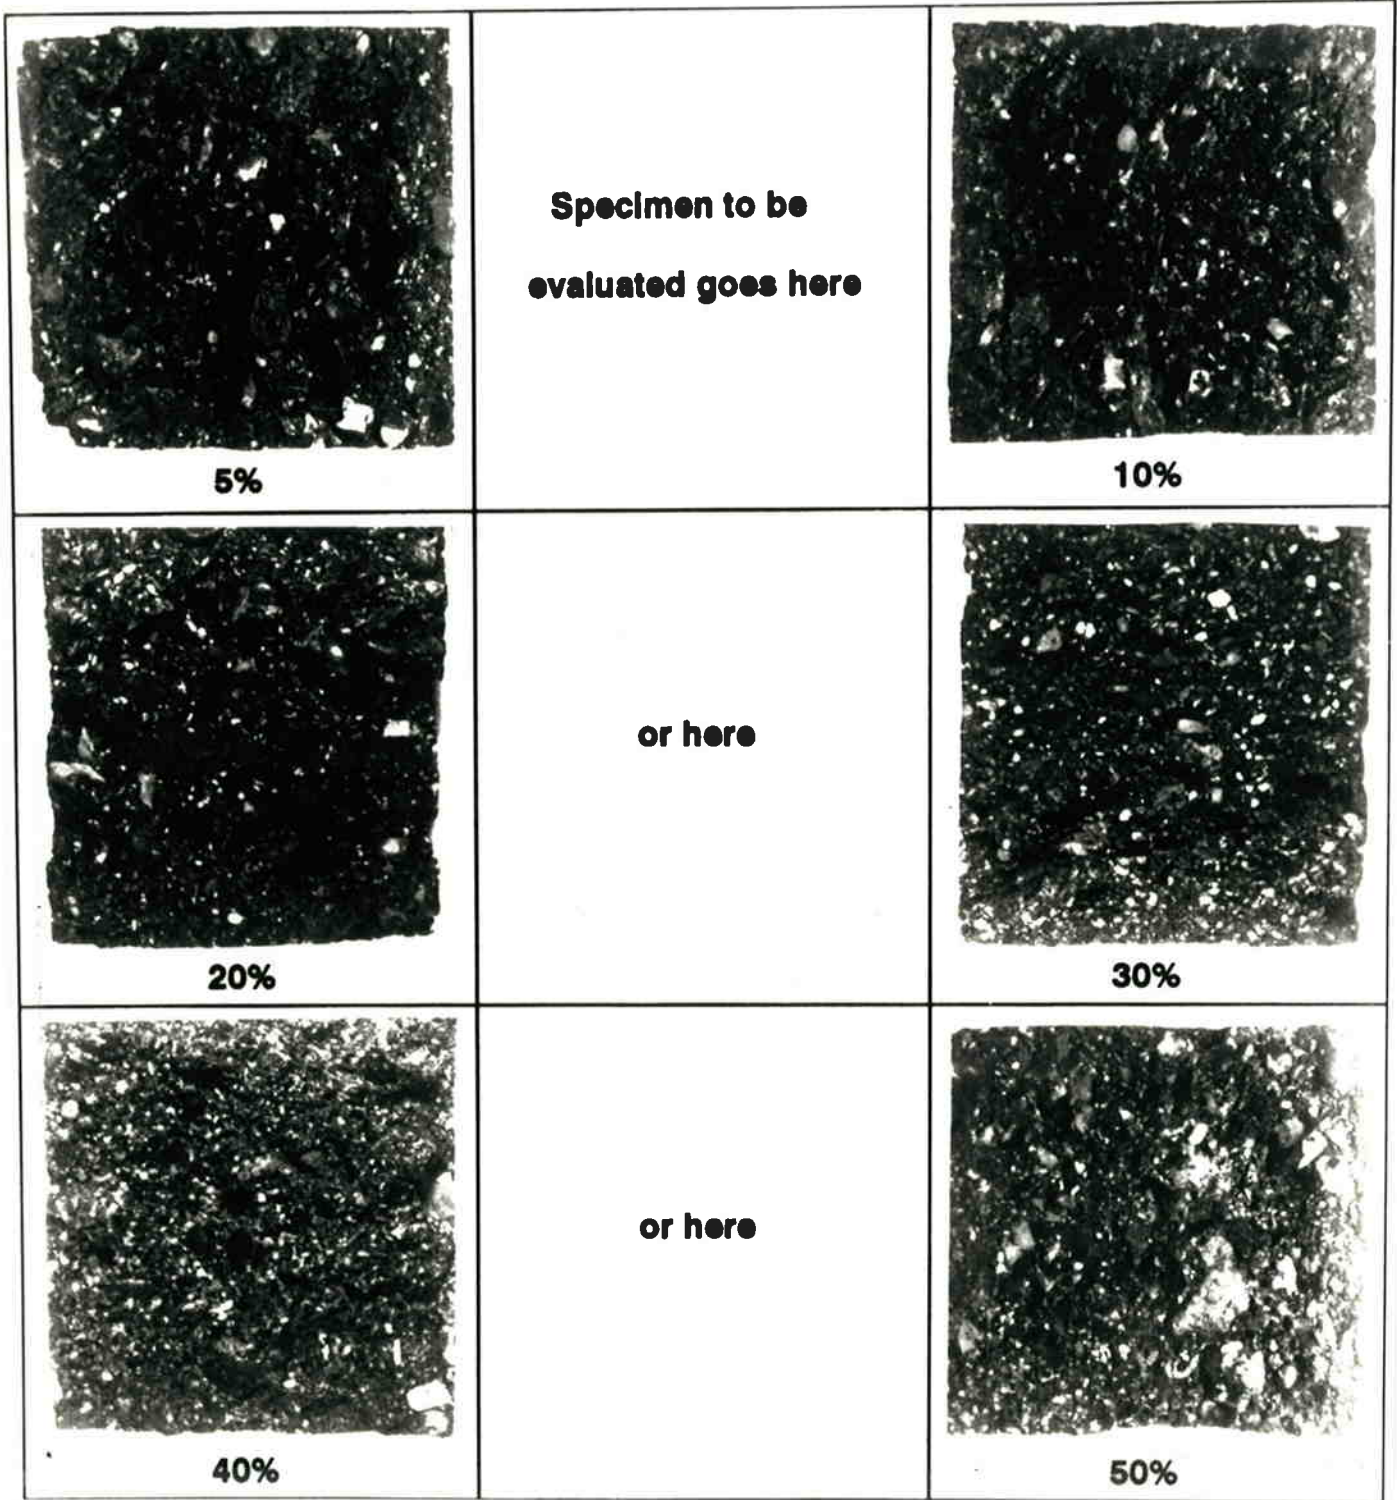 Specimen to be
evaluated goes here
5%
10%
or here
20%
30%
or here
40%
50%